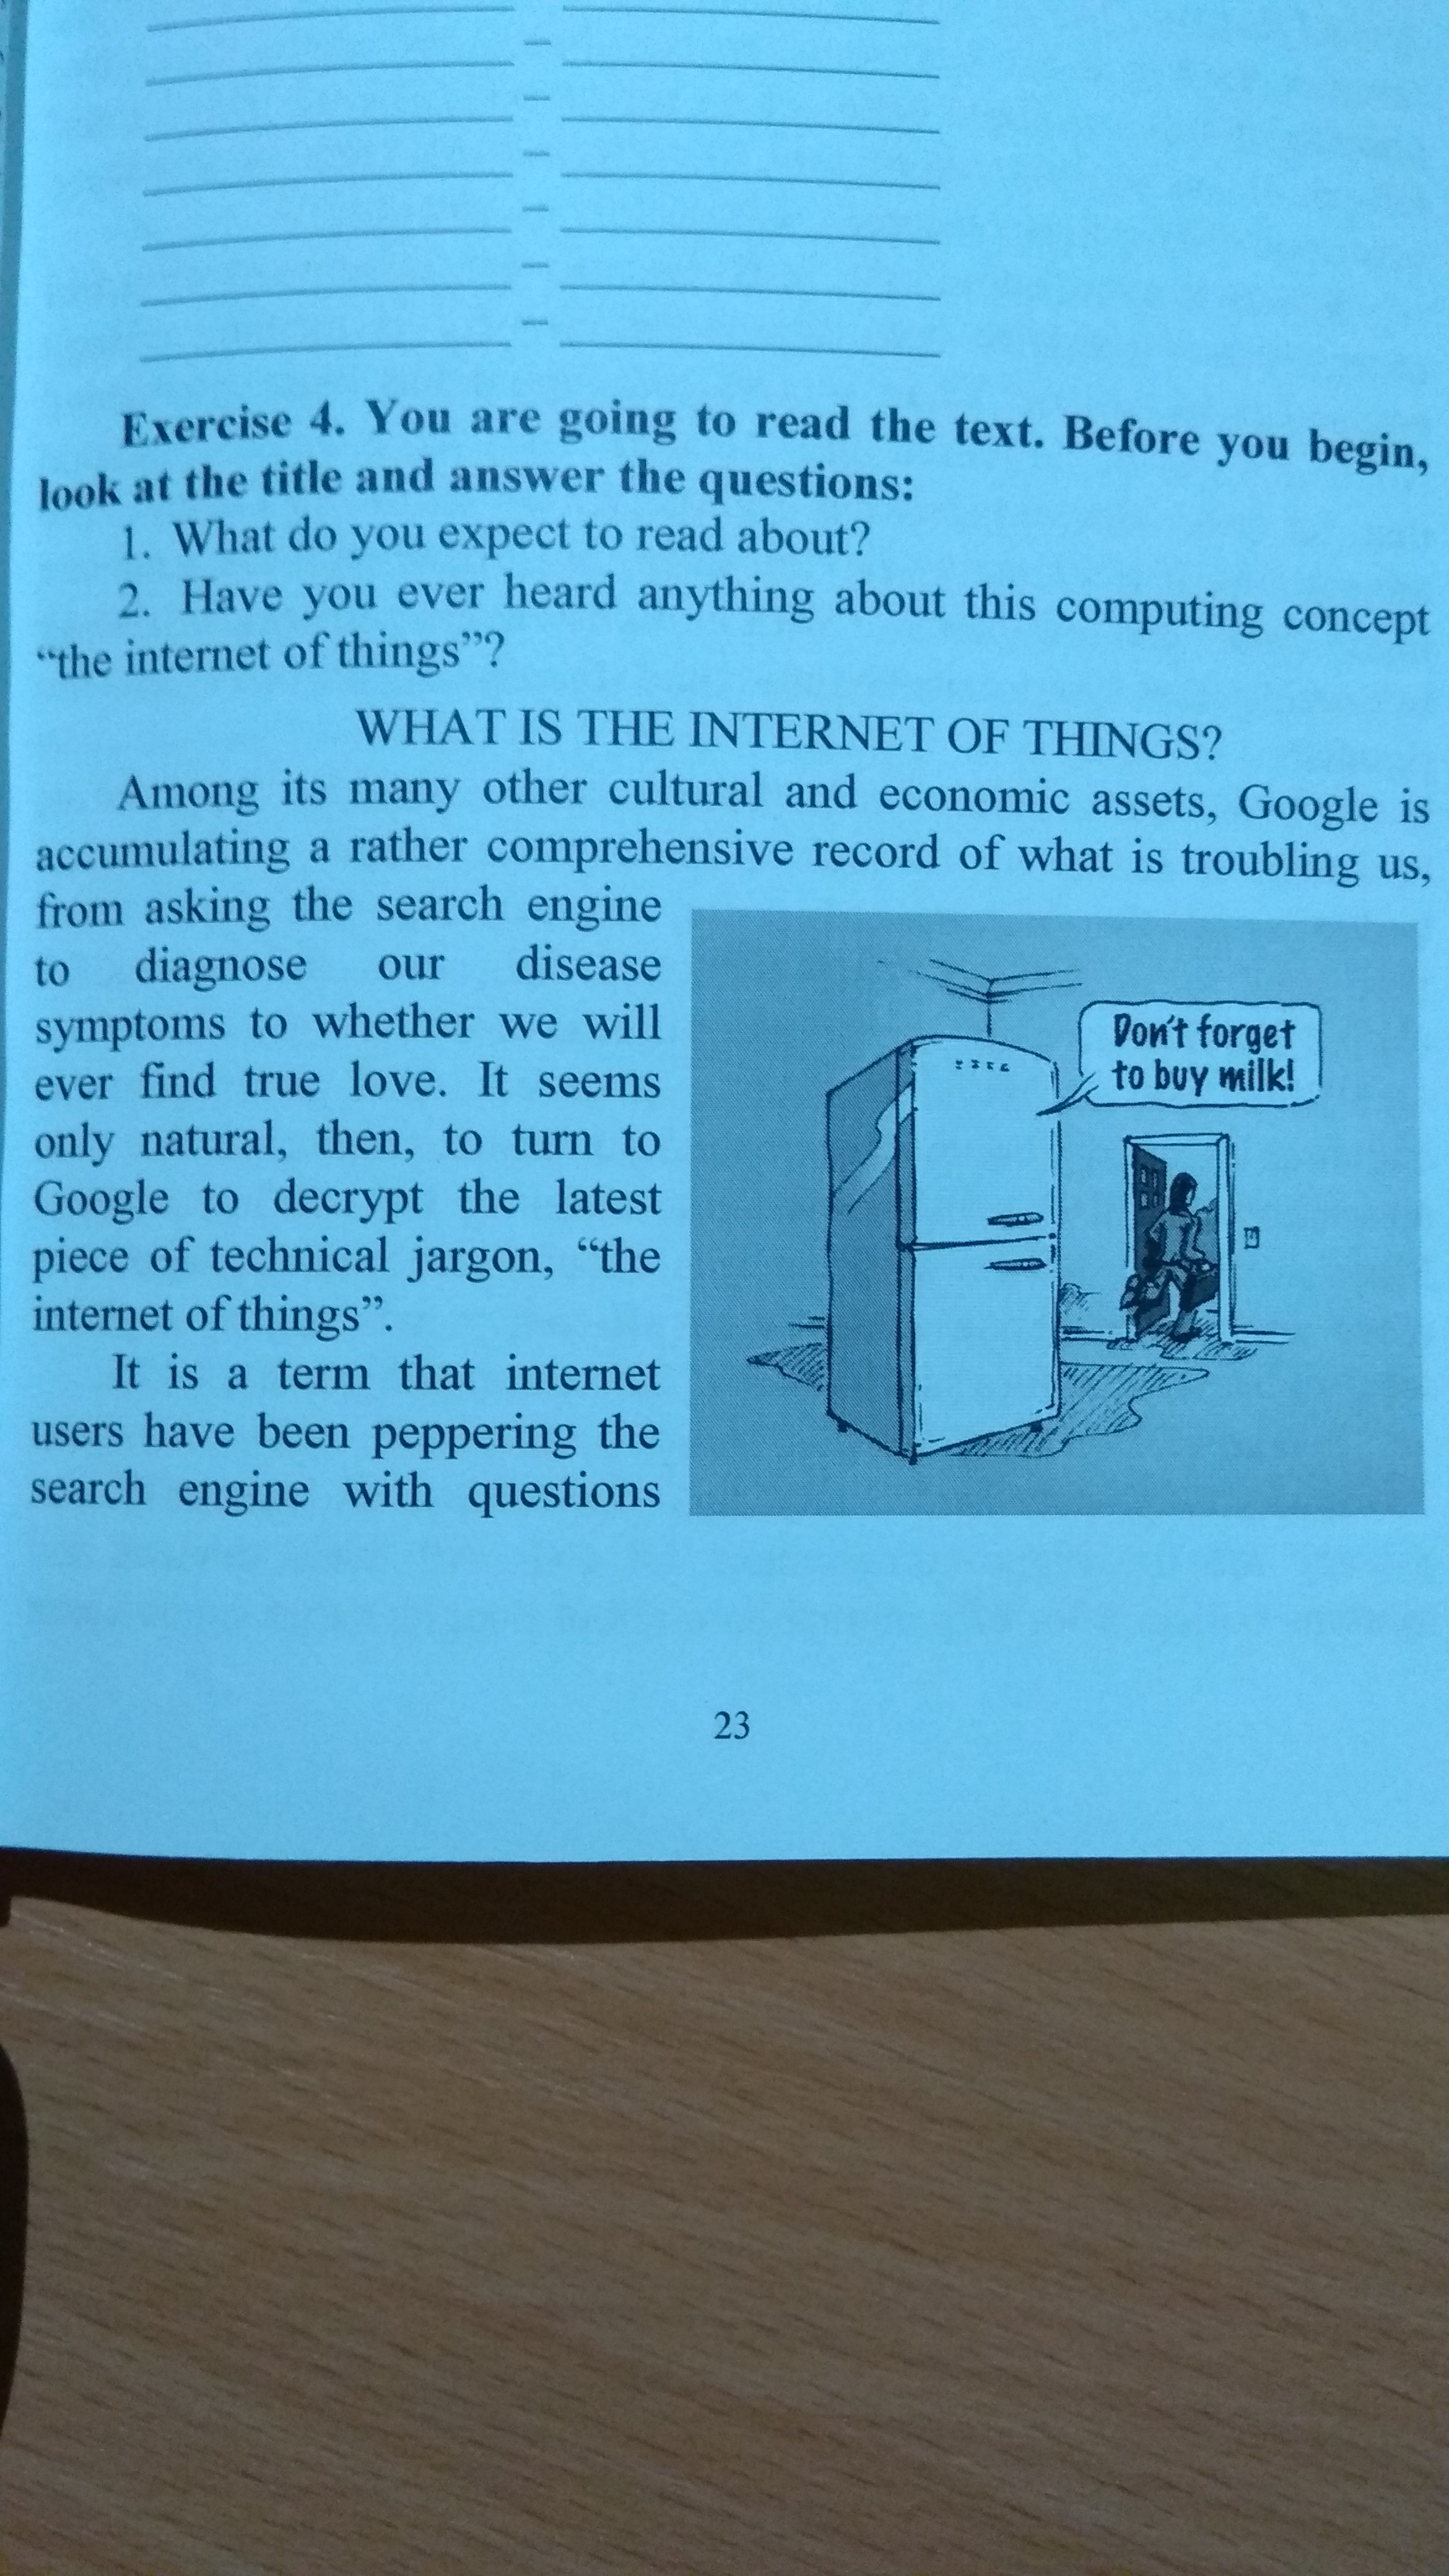 Exercise 4. You are going to read the text. Before you begin,
look at the title and answer the questions:
1. What do you expect to read about?
2. Have you ever heard anything about this computing concept
“the internet of things”?
WHAT IS THE INTERNET OF THINGS?
Among its many other cultural and economic assets, Google is
accumulating a rather comprehensive record of what is troubling us,
from asking the search engine
to diagnose our disease
symptoms to whether we will
ever find true love. It seems
only natural, then, to turn to
Google to decrypt the latest
piece of technical jargon, “the
internet of things”.
It is a term that internet
users have been peppering the
search engine with questions
Don't forget
to buy milk!
23